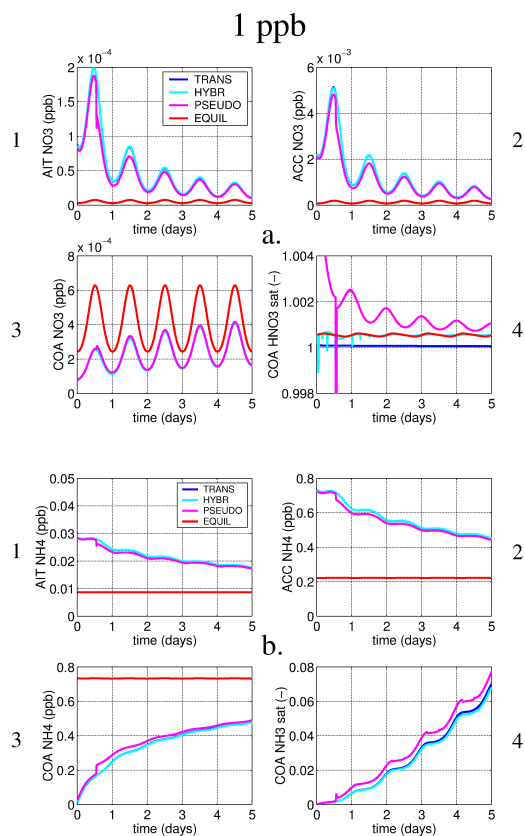 1 ppb
x 10⁻⁴
2
1.5
1
0.5
0
AIT NO3 (ppb)
TRANS
HYBR
PSEUDO
EQUIL
0 1 2 3 4 5
time (days)
1
x 10⁻³
6
4
2
0
ACC NO3 (ppb)
0 1 2 3 4 5
time (days)
2
a.
x 10⁻⁴
8
6
4
2
0
COA NO3 (ppb)
0 1 2 3 4 5
time (days)
3
1.004
1.002
1
0.998
COA HNO3 sat (−)
0 1 2 3 4 5
time (days)
4
0.05
0.04
0.03
0.02
0.01
0
AIT NH4 (ppb)
TRANS
HYBR
PSEUDO
EQUIL
0 1 2 3 4 5
time (days)
1
0.8
0.6
0.4
0.2
0
ACC NH4 (ppb)
0 1 2 3 4 5
time (days)
2
b.
0.8
0.6
0.4
0.2
0
COA NH4 (ppb)
0 1 2 3 4 5
time (days)
3
0.08
0.06
0.04
0.02
0
COA NH3 sat (−)
0 1 2 3 4 5
time (days)
4